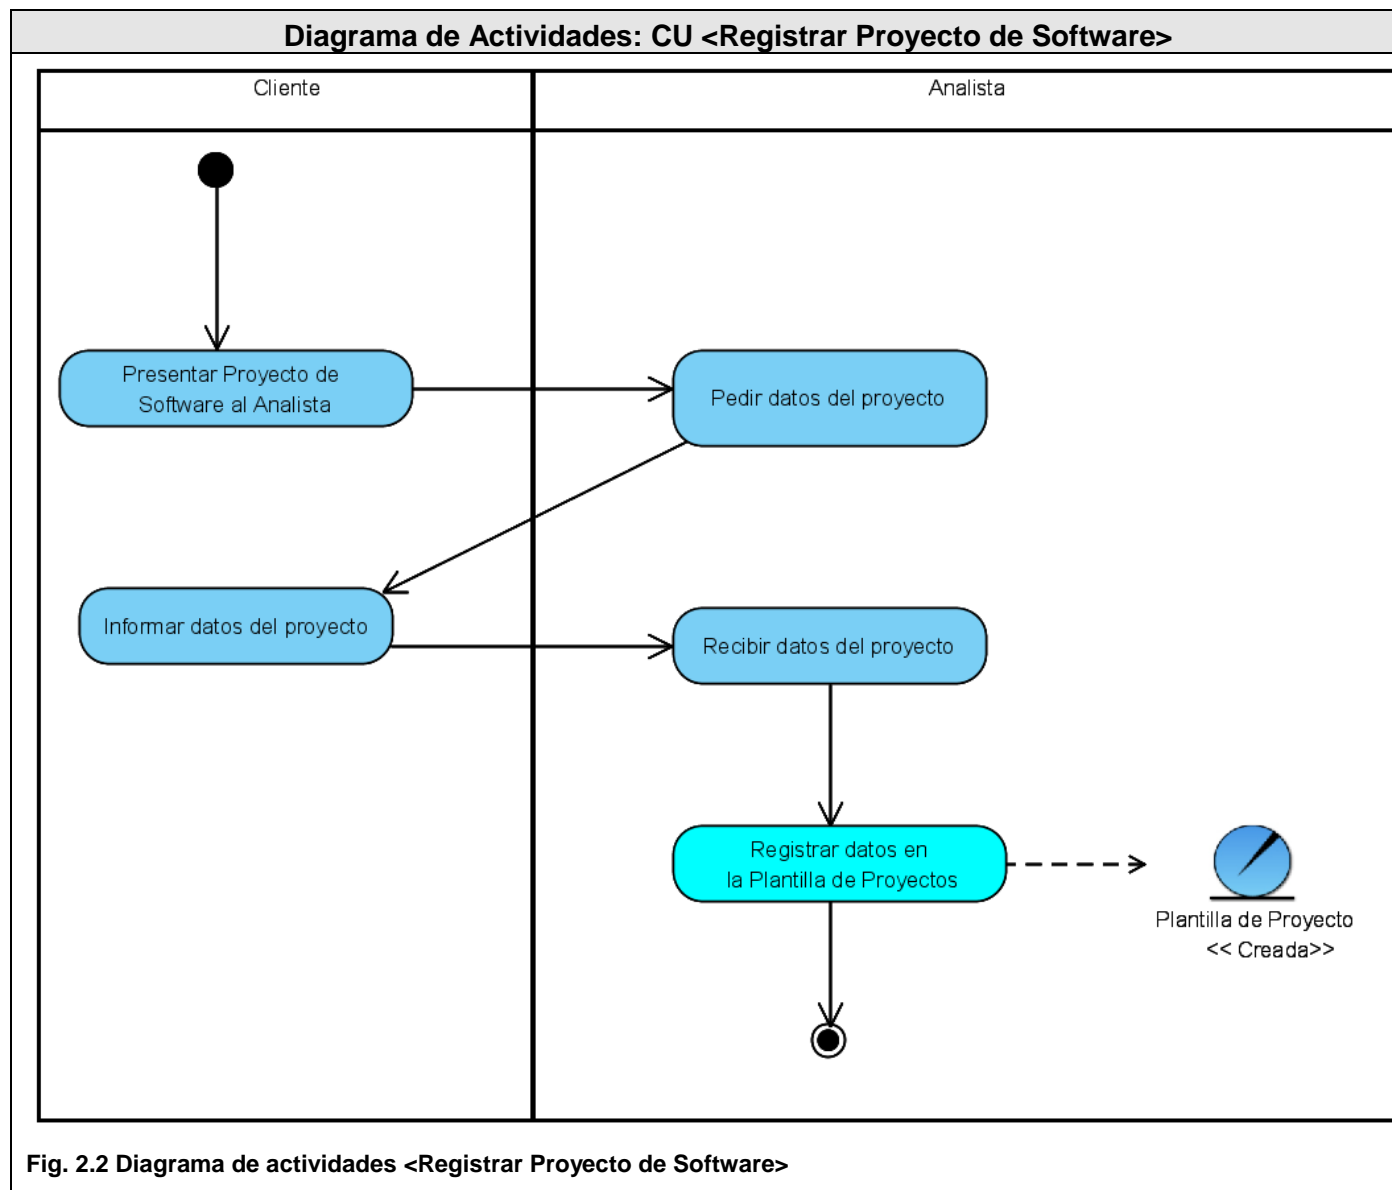 Diagrama de Actividades: CU <Registrar Proyecto de Software>
Cliente
Analista
Presentar Proyecto de
Software al Analista
Pedir datos del proyecto
Informar datos del proyecto
Recibir datos del proyecto
Registrar datos en
la Plantilla de Proyectos
Plantilla de Proyecto
<< Creada>>
Fig. 2.2 Diagrama de actividades <Registrar Proyecto de Software>